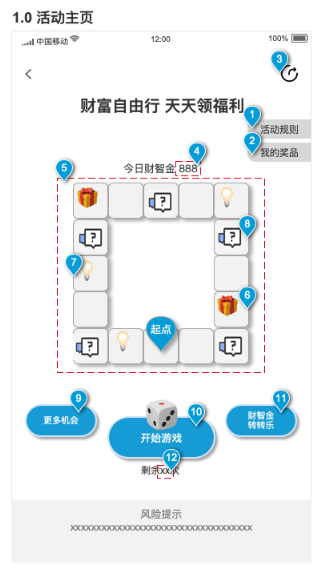 1.0 活动主页
中国移动 12:00 100%
3
财富自由行 天天领福利
1
活动规则
2
我的奖品
4
今日财智金 888
5
?
8
?
?
7
6
起点
?
?
9
更多机会
10
开始游戏
11
财智金
转转乐
12
剩余xx次
风险提示
xxxxxxxxxxxxxxxxxxxxxxxxxxxxxxxxxxx